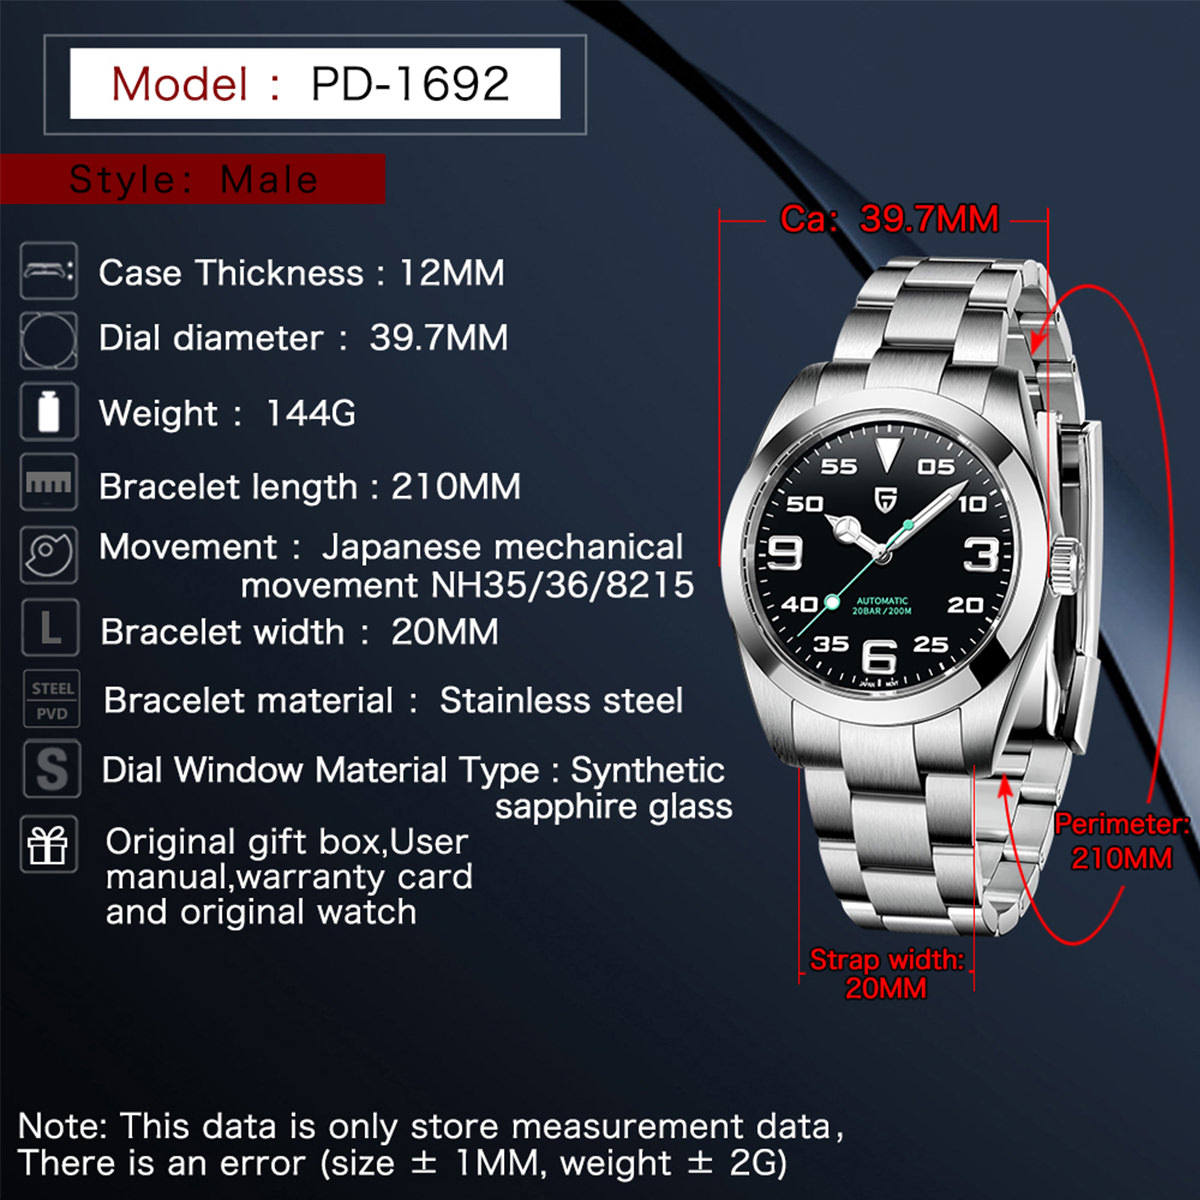 Model : PD-1692
Style: Male
Case Thickness : 12MM
Dial diameter : 39.7MM
Weight : 144G
Bracelet length : 210MM
Movement : Japanese mechanical
movement NH35/36/8215
L
Bracelet width : 20MM
STEEL
PVD
Bracelet material : Stainless steel
S
Dial Window Material Type : Synthetic
sapphire glass
Original gift box,User
manual,warranty card
and original watch
Ca: 39.7MM
55 05
50 10
9 3
40 20
AUTOMATIC
20BAR/200M
35 25
6
JAPAN MOVT
Perimeter:
210MM
Strap width:
20MM
Note: This data is only store measurement data,
There is an error (size ± 1MM, weight ± 2G)